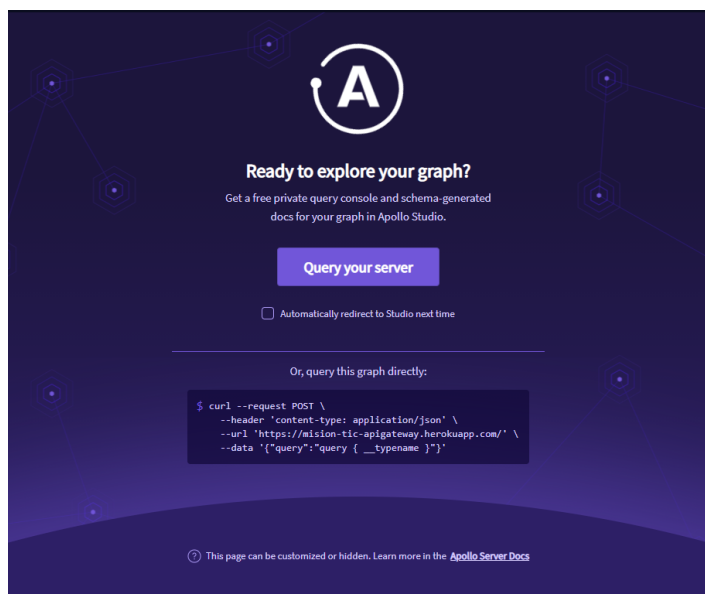 A
Ready to explore your graph?
Get a free private query console and schema-generated
docs for your graph in Apollo Studio.
Query your server
Automatically redirect to Studio next time
Or, query this graph directly:
$ curl --request POST \
--header 'content-type: application/json' \
--url 'https://mision-tic-apigateway.herokuapp.com/' \
--data '{"query":"query { __typename }"}'
? This page can be customized or hidden. Learn more in the Apollo Server Docs